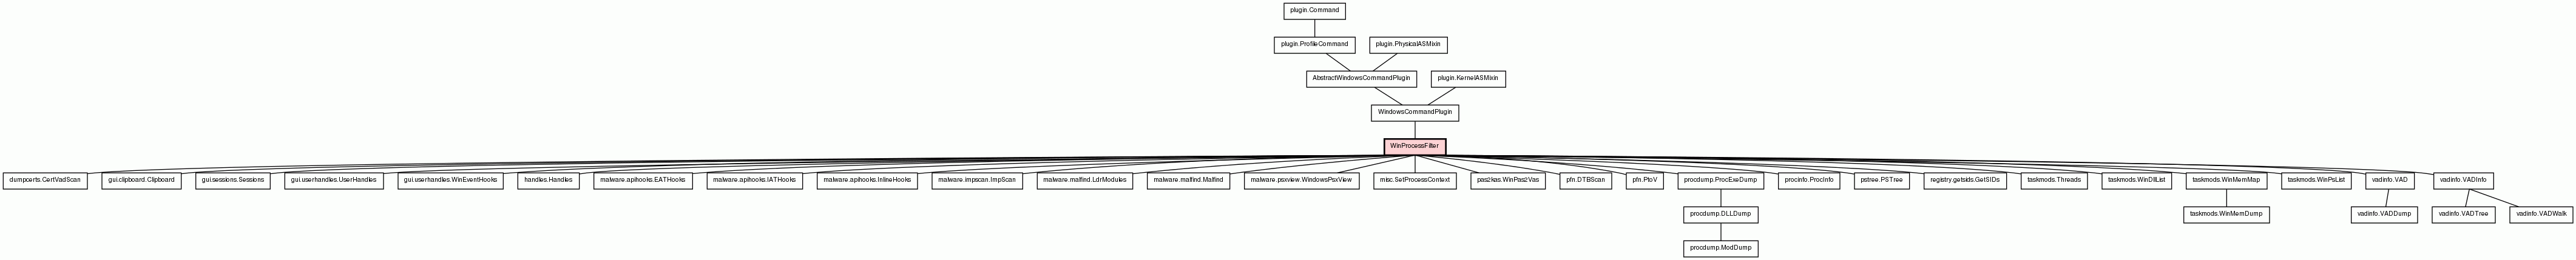 plugin.Command
plugin.ProfileCommand
plugin.PhysicalASMixin
AbstractWindowsCommandPlugin
plugin.KernelASMixin
WindowsCommandPlugin
WinProcessFilter
dumpcerts.CertVadScan
gui.clipboard.Clipboard
gui.sessions.Sessions
gui.userhandles.UserHandles
gui.userhandles.WinEventHooks
handles.Handles
malware.apihooks.EATHooks
malware.apihooks.IATHooks
malware.apihooks.InlineHooks
malware.impscan.ImpScan
malware.malfind.LdrModules
malware.malfind.Malfind
malware.psxview.WindowsPsxView
misc.SetProcessContext
pas2kas.WinPas2Vas
pfn.DTBScan
pfn.PtoV
procdump.ProcExeDump
procinfo.ProcInfo
pstree.PSTree
registry.getsids.GetSIDs
taskmods.Threads
taskmods.WinDllList
taskmods.WinMemMap
taskmods.WinPsList
vadinfo.VAD
vadinfo.VADInfo
procdump.DLLDump
taskmods.WinMemDump
vadinfo.VADDump
vadinfo.VADTree
vadinfo.VADWalk
procdump.ModDump